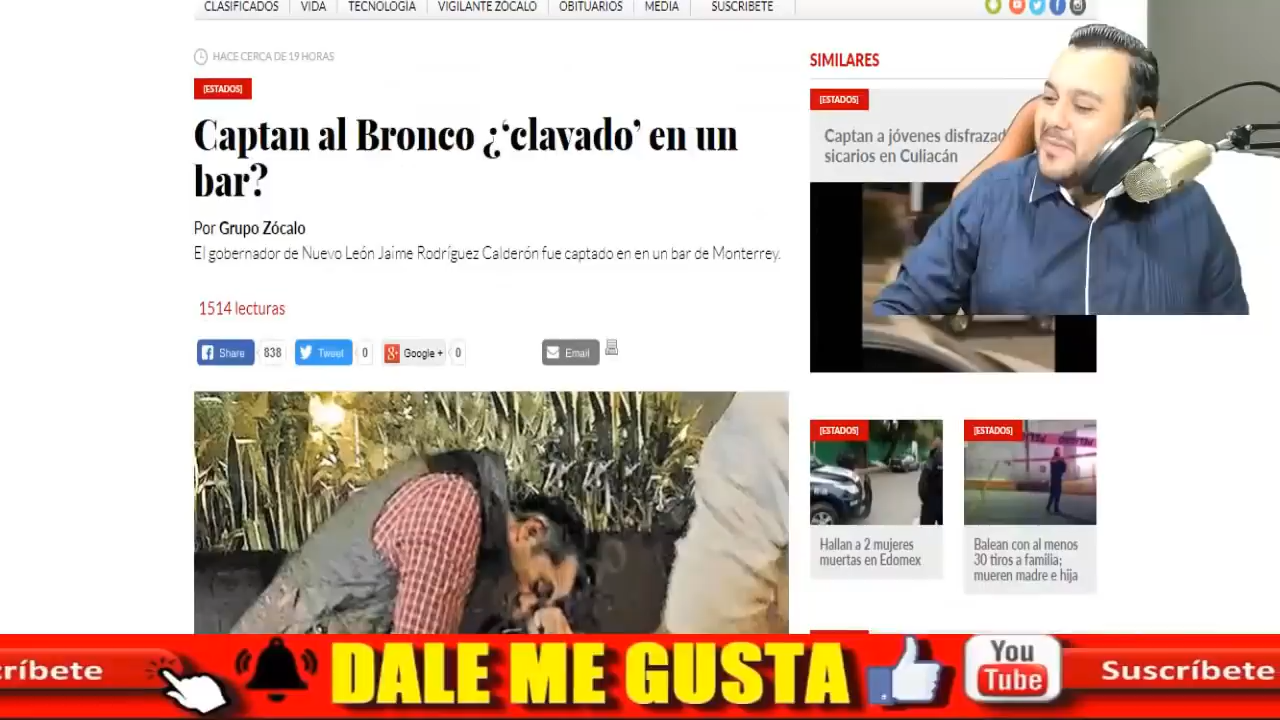 CLASIFICADOS VIDA TECNOLOGÍA VIGILANTE ZÓCALO OBITUARIOS MEDIA SUSCRIBETE
HACE CERCA DE 19 HORAS
[ESTADOS]
Captan al Bronco ¿‘clavado’ en un
bar?
Por Grupo Zócalo
El gobernador de Nuevo León Jaime Rodríguez Calderón fue captado en en un bar de Monterrey.
1514 lecturas
Share 838 Tweet 0 Google + 0 Email
SIMILARES
[ESTADOS]
Captan a jóvenes disfrazad
sicarios en Culiacán
[ESTADOS]
Hallan a 2 mujeres
muertas en Edomex
[ESTADOS]
Balean con al menos
30 tiros a familia;
mueren madre e hija
críbete
DALE ME GUSTA
You
Tube
Suscríbete